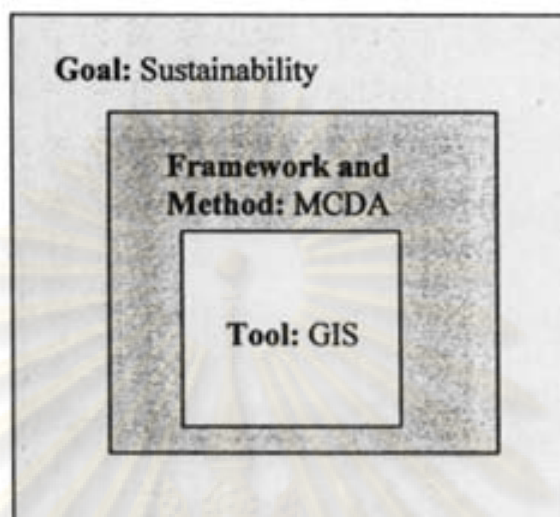 Goal: Sustainability
Framework and
Method: MCDA
Tool: GIS